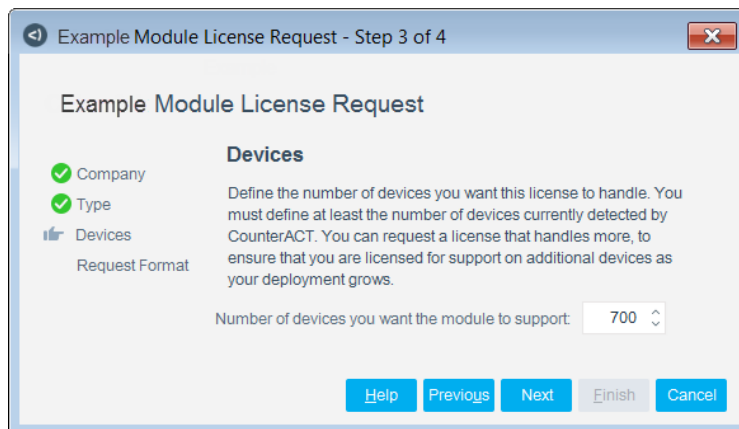 Example Module License Request - Step 3 of 4
Example Module License Request
Company
Type
Devices
Request Format
Devices
Define the number of devices you want this license to handle. You
must define at least the number of devices currently detected by
CounterACT. You can request a license that handles more, to
ensure that you are licensed for support on additional devices as
your deployment grows.
Number of devices you want the module to support: 700
Help Previous Next Finish Cancel